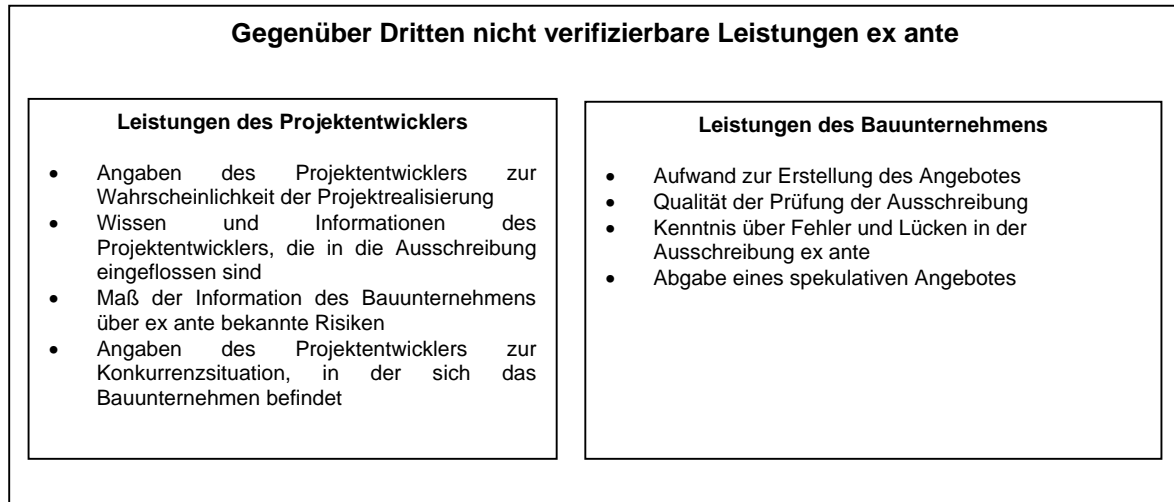 Gegenüber Dritten nicht verifizierbare Leistungen ex ante
Leistungen des Projektentwicklers
• Angaben des Projektentwicklers zur
Wahrscheinlichkeit der Projektrealisierung
• Wissen und Informationen des
Projektentwicklers, die in die Ausschreibung
eingeflossen sind
• Maß der Information des Bauunternehmens
über ex ante bekannte Risiken
• Angaben des Projektentwicklers zur
Konkurrenzsituation, in der sich das
Bauunternehmen befindet
Leistungen des Bauunternehmens
• Aufwand zur Erstellung des Angebotes
• Qualität der Prüfung der Ausschreibung
• Kenntnis über Fehler und Lücken in der
Ausschreibung ex ante
• Abgabe eines spekulativen Angebotes